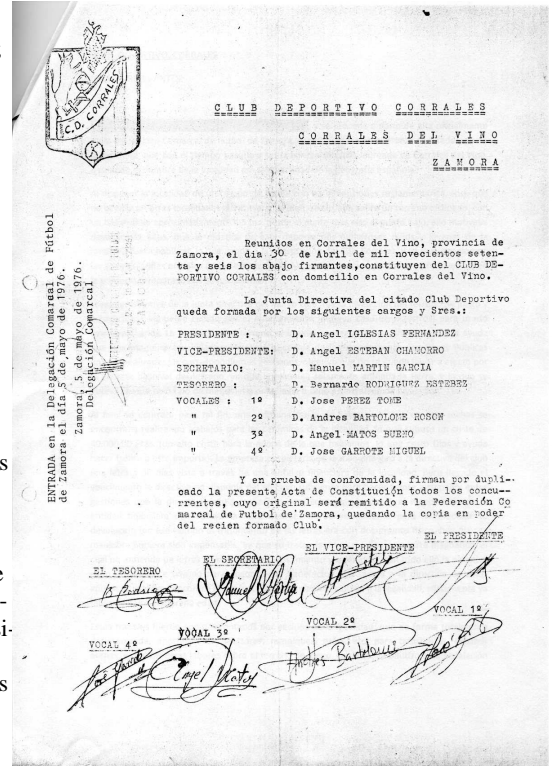 C.D. CORRALES
CLUB DEPORTIVO CORRALES
CORRALES DEL VINO
ZAMORA
ENTRADA en la Delegación Comarcal de Fútbol
de Zamora el día 5 de mayo de 1976.
Zamora, 5 de mayo de 1976.
Delegación Comarcal
Reunidos en Corrales del Vino, provincia de
Zamora, el dia 30 de Abril de mil novecientos seten-
ta y seis los abajo firmantes,constituyen del CLUB DE-
PORTIVO CORRALES con domicilio en Corrales del Vino.
La Junta Directiva del citado Club Deportivo
queda formada por los siguientes cargos y Sres.:
PRESIDENTE : D. Angel IGLESIAS FERNANDEZ
VICE-PRESIDENTE: D. Angel ESTEBAN CHAMORRO
SECRETARIO: D. Manuel MARTIN GARCIA
TESORERO : D. Bernardo RODRIGUEZ ESTEBEZ
VOCALES : 1º D. Jose PEREZ TOME
" 2º D. Andres BARTOLOME ROSON
" 3º D. Angel MATOS BUENO
" 4º D. Jose GARROTE MIGUEL
Y en prueba de conformidad, firman por dupli-
cado la presente Acta de Constitución todos los concu--
rrentes, cuyo original será remitido a la Federación Co
marcal de Futbol de Zamora, quedando la copia en poder
del recien formado Club.
EL PRESIDENTE
EL VICE-PRESIDENTE
EL SECRETARIO
EL TESORERO
B Rodrigu
Manuel Martin
VOCAL 1º
VOCAL 2º
VOCAL 3º
VOCAL 4º
Angel Matos
Andres Bartolome